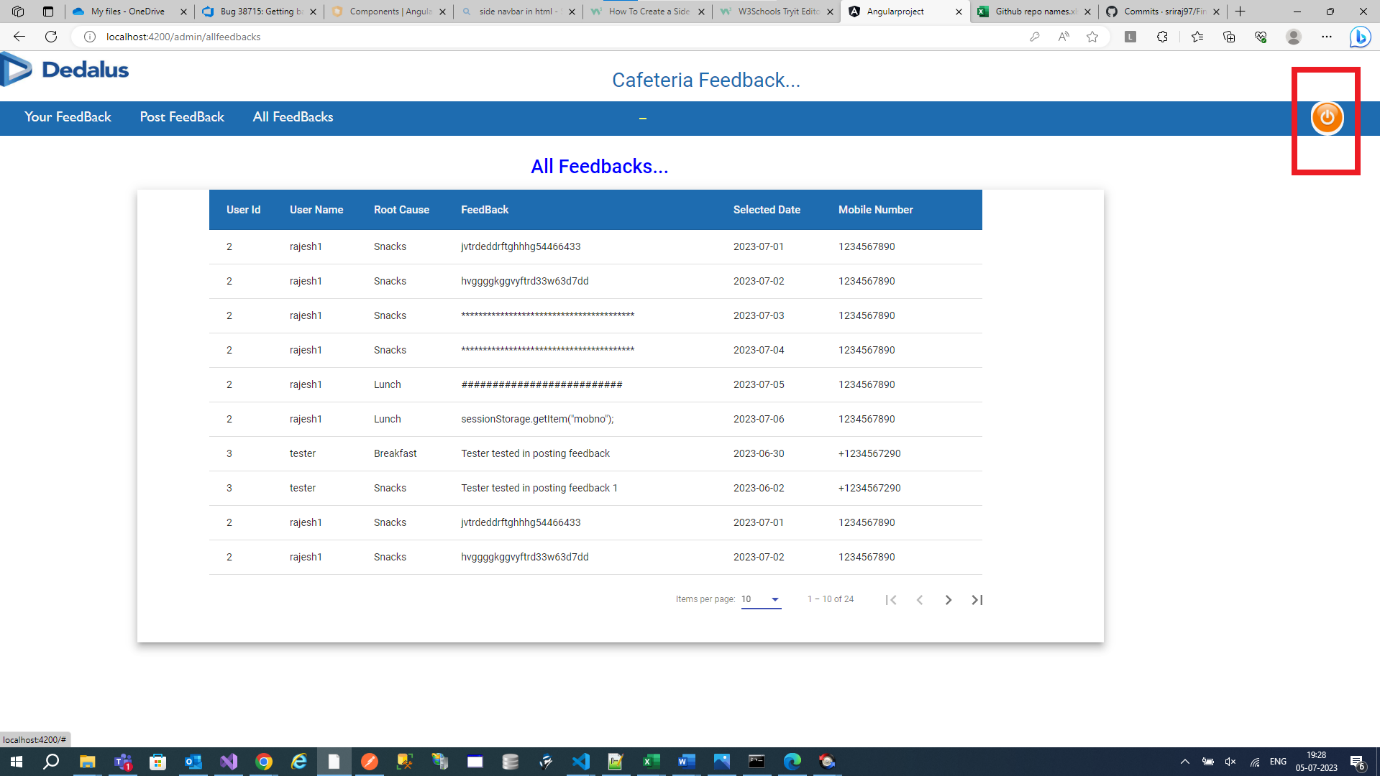 My files - OneDrive
Bug 38715: Getting b
Components | Angula
side navbar in html -
How To Create a Side
W3Schools Tryit Edito
Angularproject
Github repo names.x
Commits - sriraj97/Fin
localhost:4200/admin/allfeedbacks
Dedalus
Cafeteria Feedback...
Your FeedBack Post FeedBack All FeedBacks
All Feedbacks...
User Id User Name Root Cause FeedBack Selected Date Mobile Number
2 rajesh1 Snacks jvtrdeddrftghhhg54466433 2023-07-01 1234567890
2 rajesh1 Snacks hvggggkggvyftrd33w63d7dd 2023-07-02 1234567890
2 rajesh1 Snacks **************************************** 2023-07-03 1234567890
2 rajesh1 Snacks **************************************** 2023-07-04 1234567890
2 rajesh1 Lunch ########################## 2023-07-05 1234567890
2 rajesh1 Lunch sessionStorage.getItem("mobno"); 2023-07-06 1234567890
3 tester Breakfast Tester tested in posting feedback 2023-06-30 +1234567290
3 tester Snacks Tester tested in posting feedback 1 2023-06-02 +1234567290
2 rajesh1 Snacks jvtrdeddrftghhhg54466433 2023-07-01 1234567890
2 rajesh1 Snacks hvggggkggvyftrd33w63d7dd 2023-07-02 1234567890
Items per page: 10 1 – 10 of 24
localhost:4200/#
ENG
19:28
05-07-2023